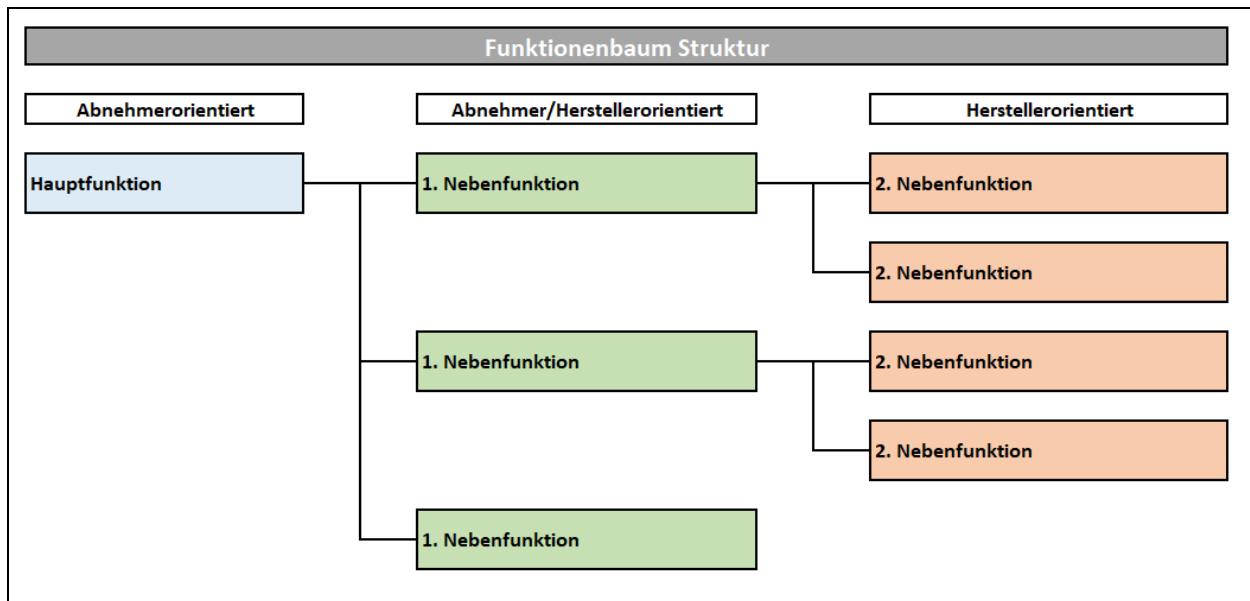 Funktionenbaum Struktur
Abnehmerorientiert
Abnehmer/Herstellerorientiert
Herstellerorientiert
Hauptfunktion
1. Nebenfunktion
2. Nebenfunktion
2. Nebenfunktion
1. Nebenfunktion
2. Nebenfunktion
2. Nebenfunktion
1. Nebenfunktion